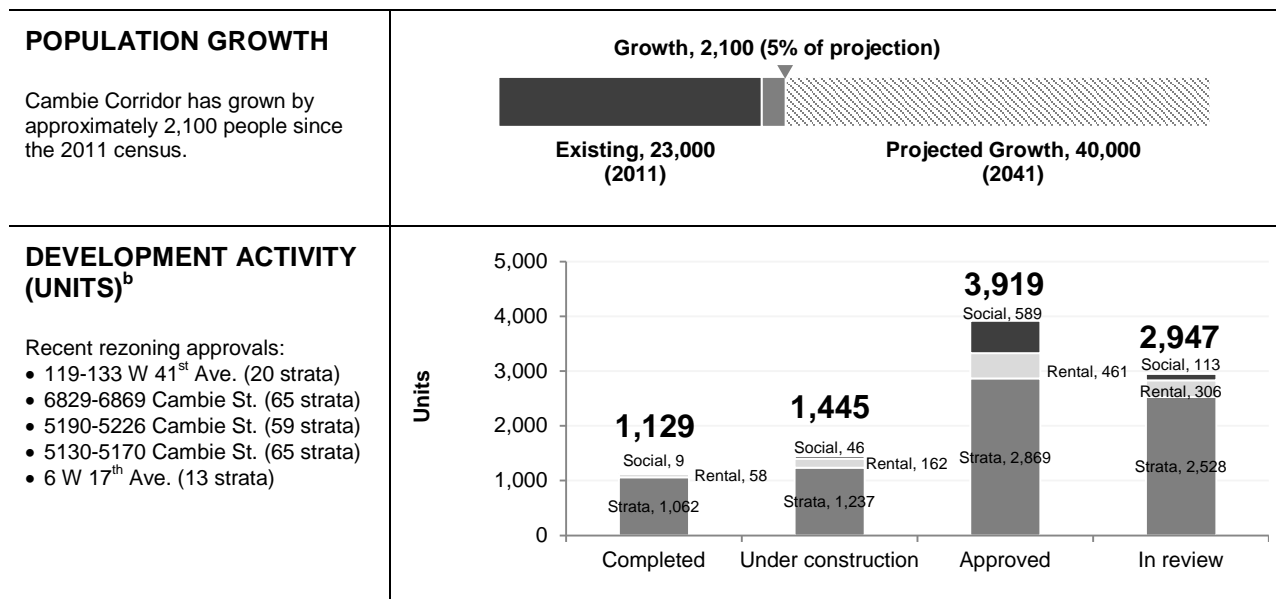 POPULATION GROWTH
Cambie Corridor has grown by
approximately 2,100 people since
the 2011 census.
Growth, 2,100 (5% of projection)
Existing, 23,000
(2011)
Projected Growth, 40,000
(2041)
DEVELOPMENT ACTIVITY
(UNITS)b
Recent rezoning approvals:
• 119-133 W 41st Ave. (20 strata)
• 6829-6869 Cambie St. (65 strata)
• 5190-5226 Cambie St. (59 strata)
• 5130-5170 Cambie St. (65 strata)
• 6 W 17th Ave. (13 strata)
Units
5,000
4,000
3,000
2,000
1,000
0
1,129
Social, 9
Rental, 58
Strata, 1,062
Completed
1,445
Social, 46
Rental, 162
Strata, 1,237
Under construction
3,919
Social, 589
Rental, 461
Strata, 2,869
Approved
2,947
Social, 113
Rental, 306
Strata, 2,528
In review